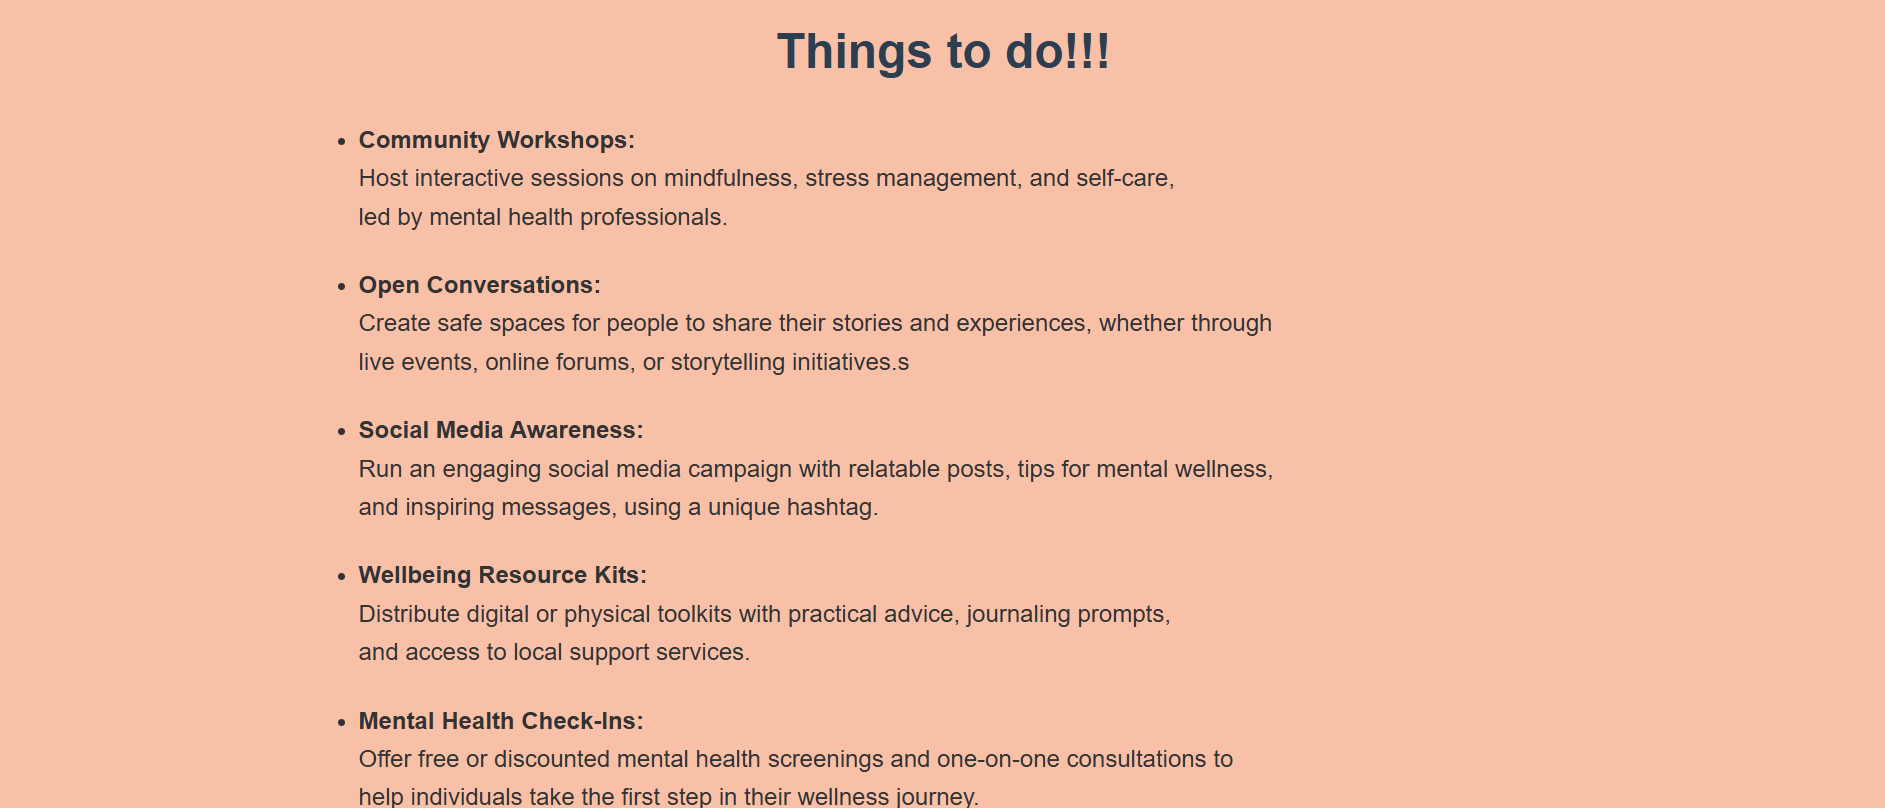 Things to do!!!
• Community Workshops:
Host interactive sessions on mindfulness, stress management, and self-care,
led by mental health professionals.
• Open Conversations:
Create safe spaces for people to share their stories and experiences, whether through
live events, online forums, or storytelling initiatives.s
• Social Media Awareness:
Run an engaging social media campaign with relatable posts, tips for mental wellness,
and inspiring messages, using a unique hashtag.
• Wellbeing Resource Kits:
Distribute digital or physical toolkits with practical advice, journaling prompts,
and access to local support services.
• Mental Health Check-Ins:
Offer free or discounted mental health screenings and one-on-one consultations to
help individuals take the first step in their wellness journey.